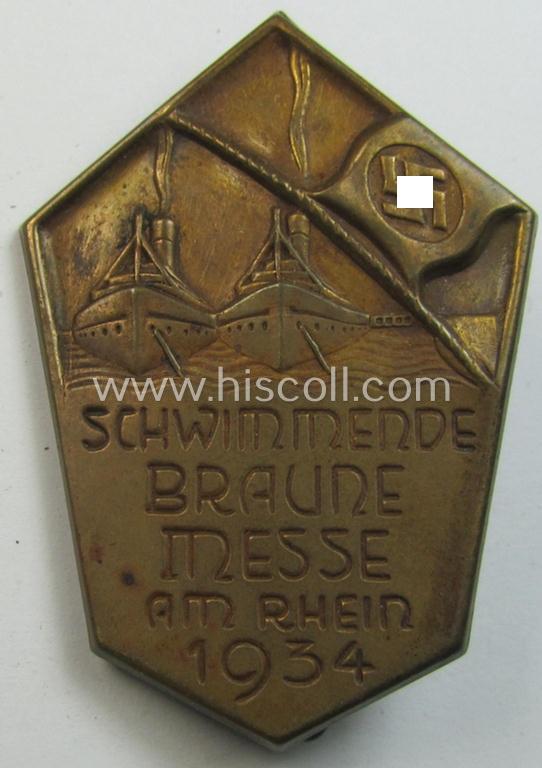 www.hiscoll.com
SCHWIMMENDE
BRAUNE
MESSE
AM RHEIN
1934